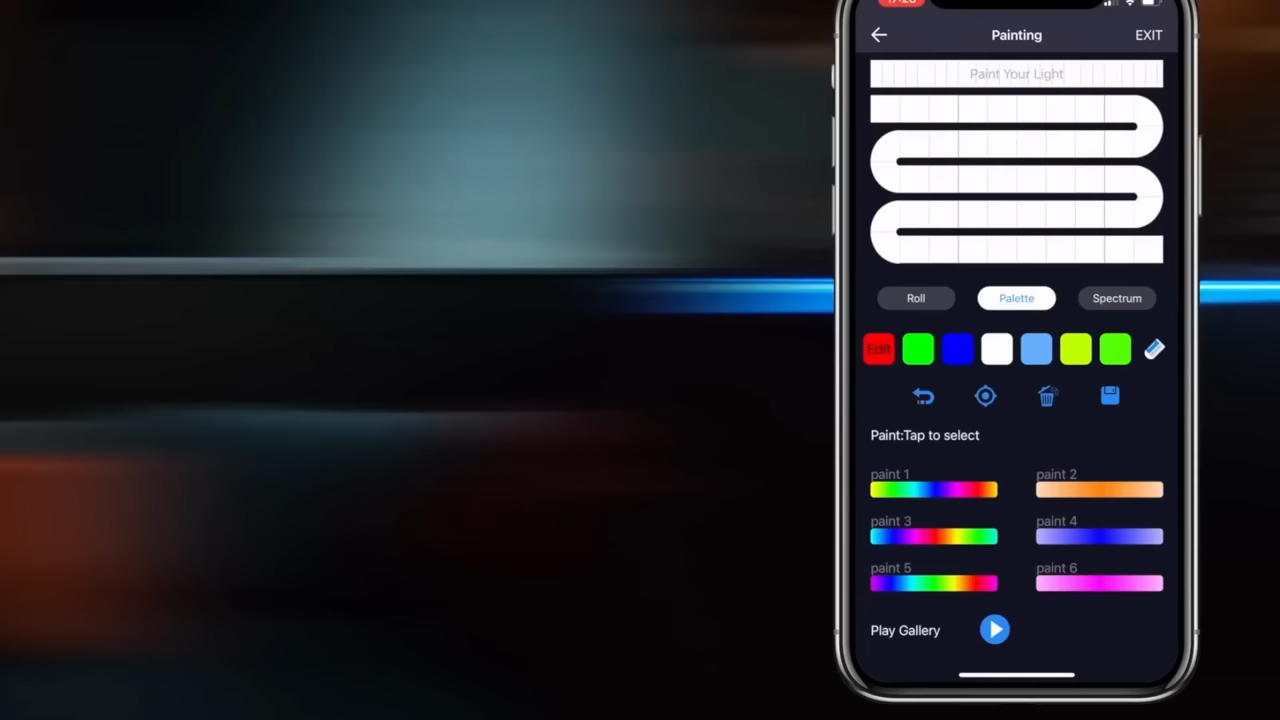 Painting EXIT
Paint Your Light
Roll Palette Spectrum
Edit
Paint:Tap to select
paint 1 paint 2
paint 3 paint 4
paint 5 paint 6
Play Gallery